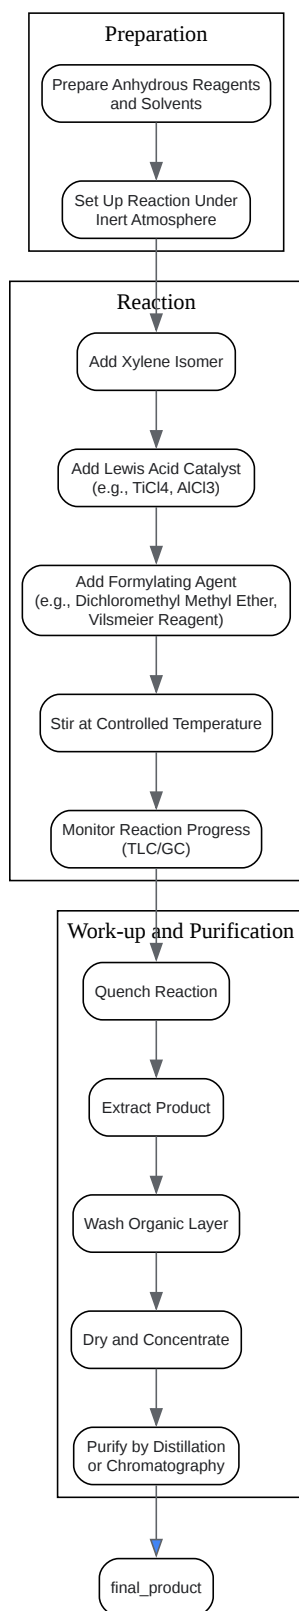 Preparation
Prepare Anhydrous Reagents
and Solvents
Set Up Reaction Under
Inert Atmosphere
Reaction
Add Xylene Isomer
Add Lewis Acid Catalyst
(e.g., TiCl4, AlCl3)
Add Formylating Agent
(e.g., Dichloromethyl Methyl Ether,
Vilsmeier Reagent)
Stir at Controlled Temperature
Monitor Reaction Progress
(TLC/GC)
Work-up and Purification
Quench Reaction
Extract Product
Wash Organic Layer
Dry and Concentrate
Purify by Distillation
or Chromatography
final_product